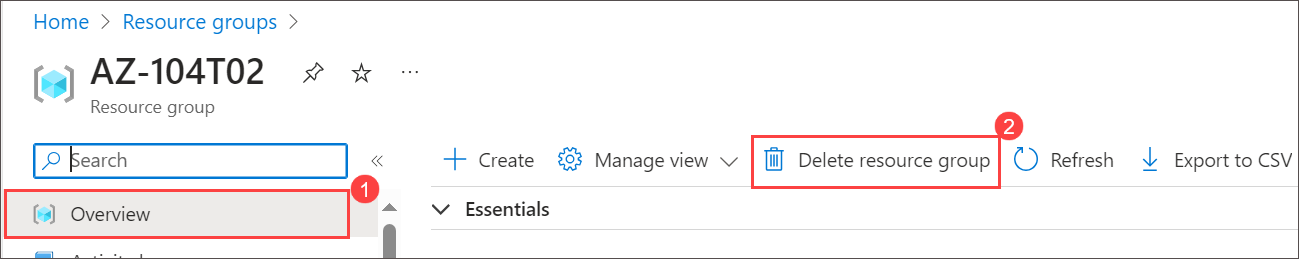 Home > Resource groups >
AZ-104T02
Resource group
Search
«
Create
Manage view
Delete resource group
2
Refresh
Export to CSV
1
Overview
Essentials